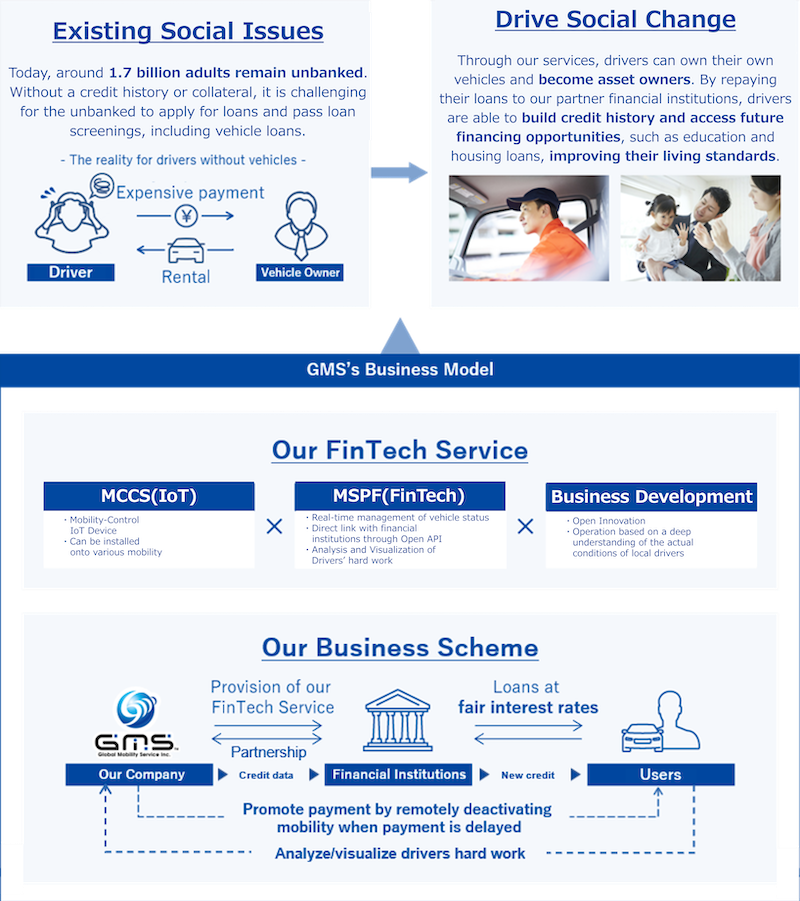 Existing Social Issues
Today, around 1.7 billion adults remain unbanked.
Without a credit history or collateral, it is challenging
for the unbanked to apply for loans and pass loan
screenings, including vehicle loans.
- The reality for drivers without vehicles -
Expensive payment
¥
Rental
Driver
Vehicle Owner
Drive Social Change
Through our services, drivers can own their own
vehicles and become asset owners. By repaying
their loans to our partner financial institutions, drivers
are able to build credit history and access future
financing opportunities, such as education and
housing loans, improving their living standards.
GMS's Business Model
Our FinTech Service
MCCS(IoT)
・Mobility-Control
IoT Device
・Can be installed
onto various mobility
×
MSPF(FinTech)
・Real-time management of vehicle status
・Direct link with financial
institutions through Open API
・Analysis and Visualization of
Drivers' hard work
×
Business Development
・Open Innovation
・Operation based on a deep
understanding of the actual
conditions of local drivers
Our Business Scheme
GMS™
Global Mobility Service Inc.
Provision of our
FinTech Service
Partnership
Loans at
fair interest rates
Our Company
Credit data
Financial Institutions
New credit
Users
Promote payment by remotely deactivating
mobility when payment is delayed
Analyze/visualize drivers hard work